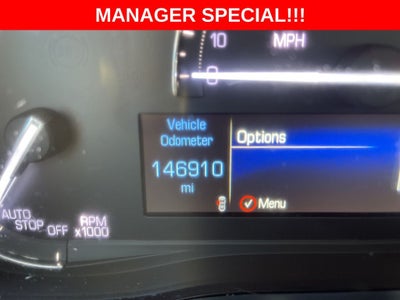 MANAGER SPECIAL!!!
10
MPH
0
Vehicle
Odometer
146910
mi
Options
Menu
AUTO
STOP
OFF
RPM
x1000